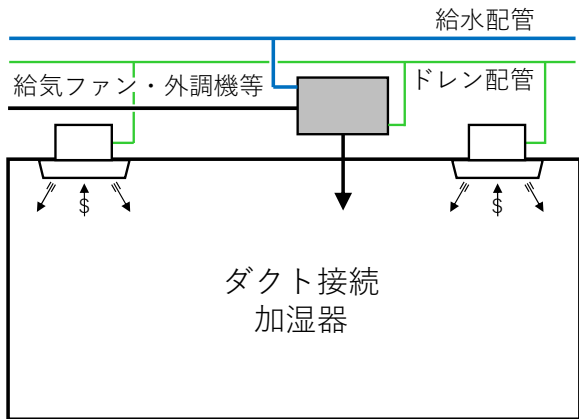 給水配管
給気ファン・外調機等
ドレン配管
$
$
ダクト接続
加湿器